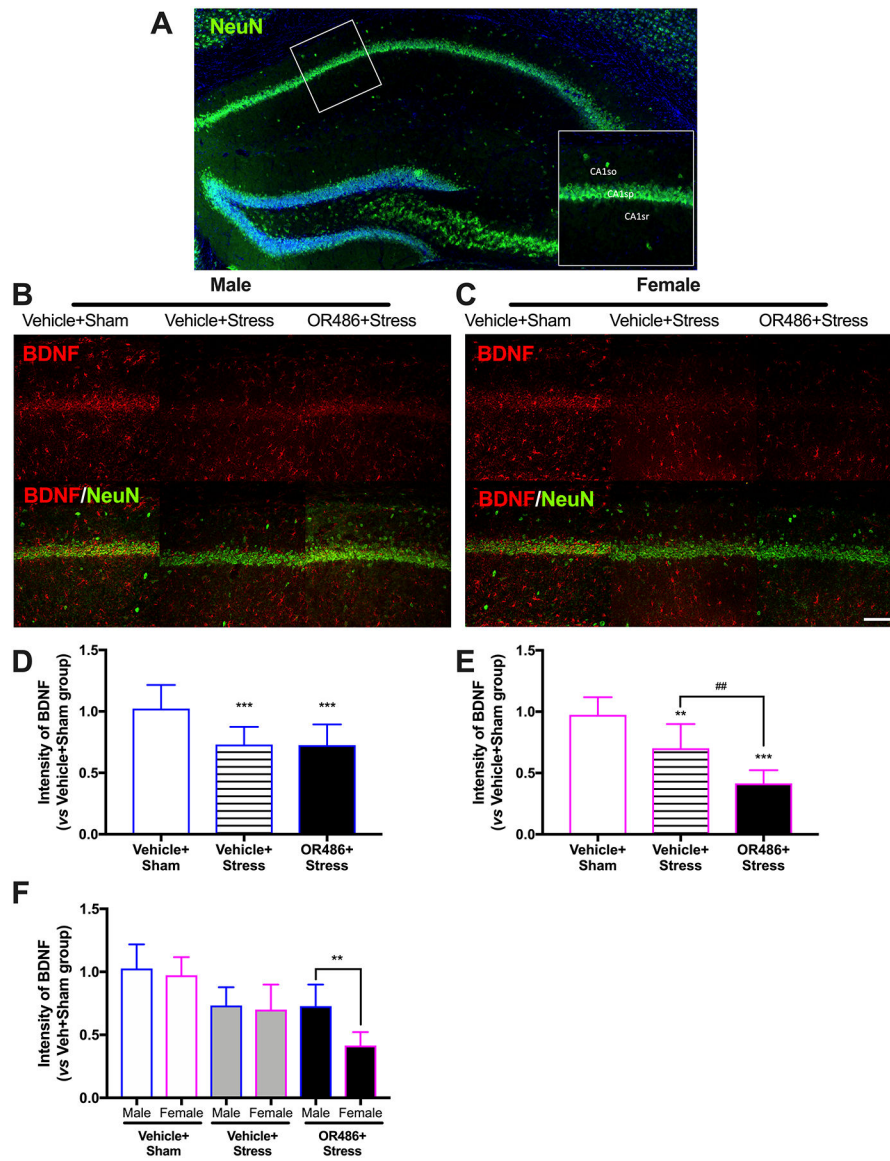 A
NeuN
CA1so
CA1sp
CA1sr
B
Male
Vehicle+Sham Vehicle+Stress OR486+Stress
BDNF
BDNF/NeuN
C
Female
Vehicle+Sham Vehicle+Stress OR486+Stress
BDNF
BDNF/NeuN
D
Intensity of BDNF
(vs Vehicle+Sham group)
1.5
1.0
0.5
0.0
*** ***
Vehicle+ Vehicle+ OR486+
Sham Stress Stress
E
Intensity of BDNF
(vs Vehicle+Sham group)
1.5
1.0
0.5
0.0
##
**
***
Vehicle+ Vehicle+ OR486+
Sham Stress Stress
F
Intensity of BDNF
(vs Veh+Sham group)
1.5
1.0
0.5
0.0
**
Male Female Male Female Male Female
Vehicle+ Vehicle+ OR486+
Sham Stress Stress